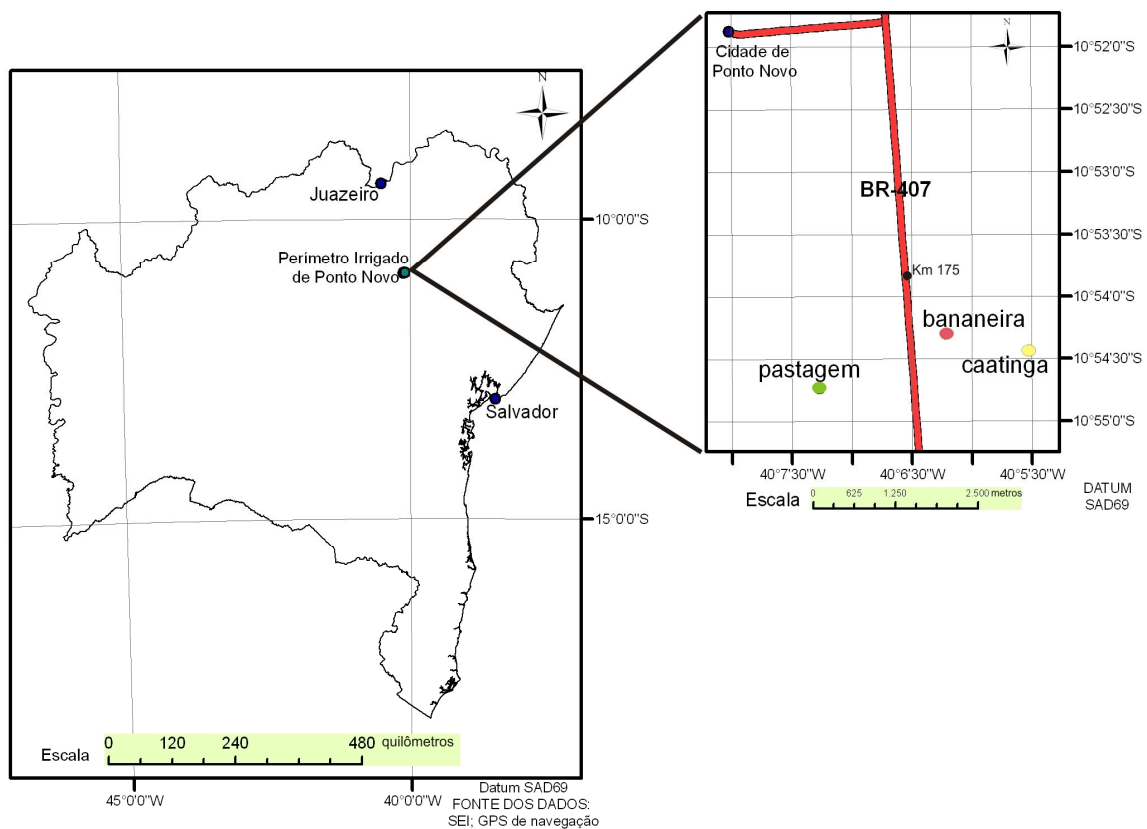 N
Juazeiro
Perímetro Irrigado
de Ponto Novo
Salvador
10°0'0"S
15°0'0"S
Escala
0 120 240 480 quilômetros
45°0'0"W
40°0'0"W
Datum SAD69
FONTE DOS DADOS:
SEI; GPS de navegação
N
Cidade de
Ponto Novo
BR-407
Km 175
bananeira
caatinga
pastagem
10°52'0"S
10°52'30"S
10°53'0"S
10°53'30"S
10°54'0"S
10°54'30"S
10°55'0"S
40°7'30"W
40°6'30"W
40°5'30"W
Escala
0 625 1.250 2.500 metros
DATUM
SAD69